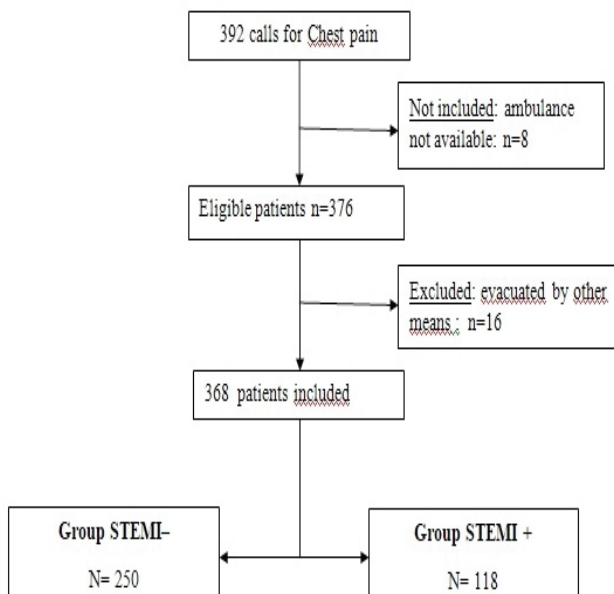 392 calls for Chest pain
Not included: ambulance
not available: n=8
Eligible patients n=376
Excluded: evacuated by other
means : n=16
368 patients included
Group STEMI–
N= 250
Group STEMI +
N= 118